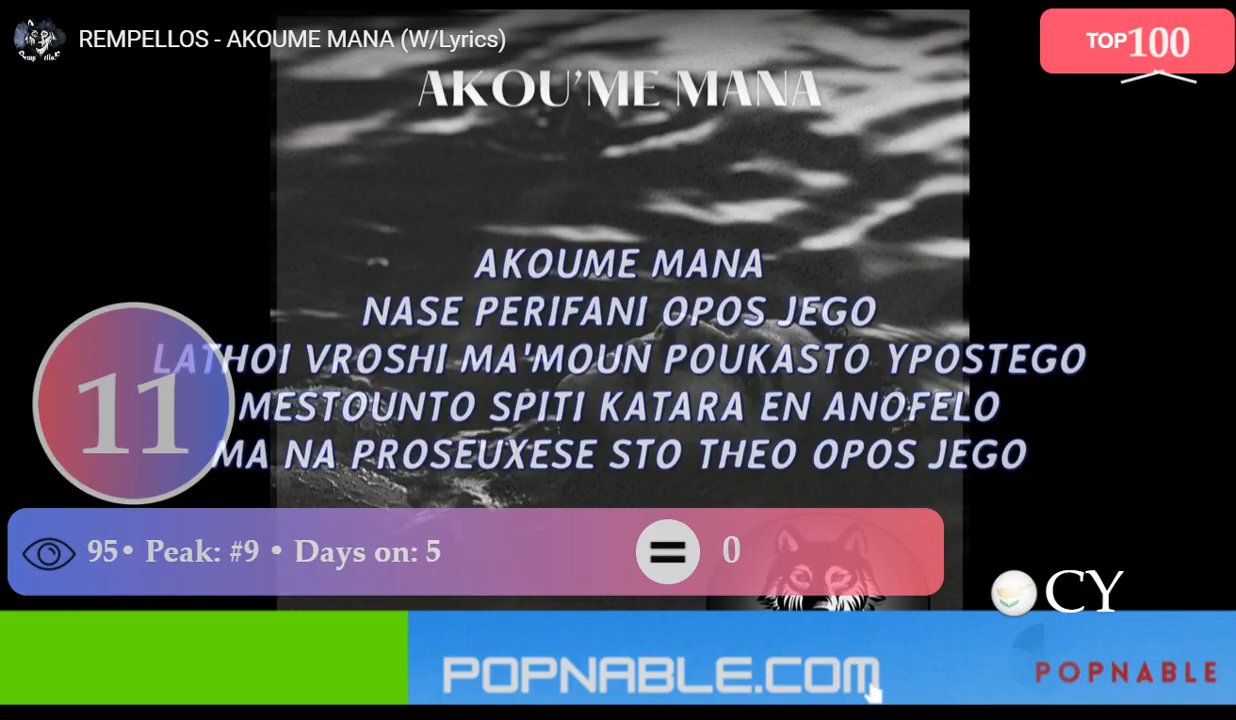 REMPELLOS - AKOUME MANA (W/Lyrics)
TOP100
AKOU'ME MANA
AKOUME MANA
NASE PERIFANI OPOS JEGO
LATHOI VROSHI MA'MOUN POUKASTO YPOSTEGO
11
MESTOUNTO SPITI KATARA EN ANOFELO
MA NA PROSEUXESE STO THEO OPOS JEGO
95• Peak: #9 • Days on: 5
= 0
CY
POPNABLE.COM
POPNABLE